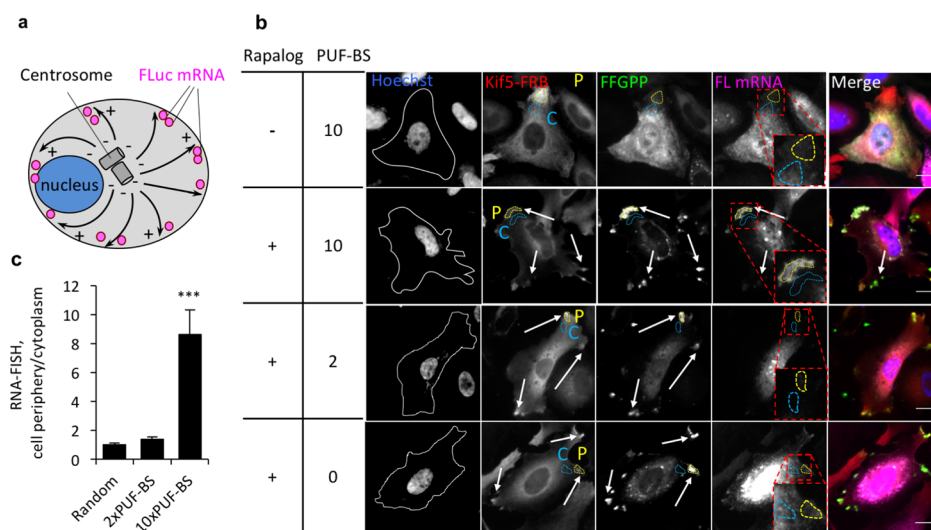 a
Centrosome FLuc mRNA
+ + - - - - - - - - + + + +
nucleus
b
Rapalog PUF-BS
Hoechst Kif5-FRB FFGPP FL mRNA Merge
P
C
- 10
P
C
+ 10
P
C
+ 2
C P
+ 0
c
RNA-FISH,
cell periphery/cytoplasm
12
10
8
6
4
2
0
***
Random
2xPUF-BS
10xPUF-BS